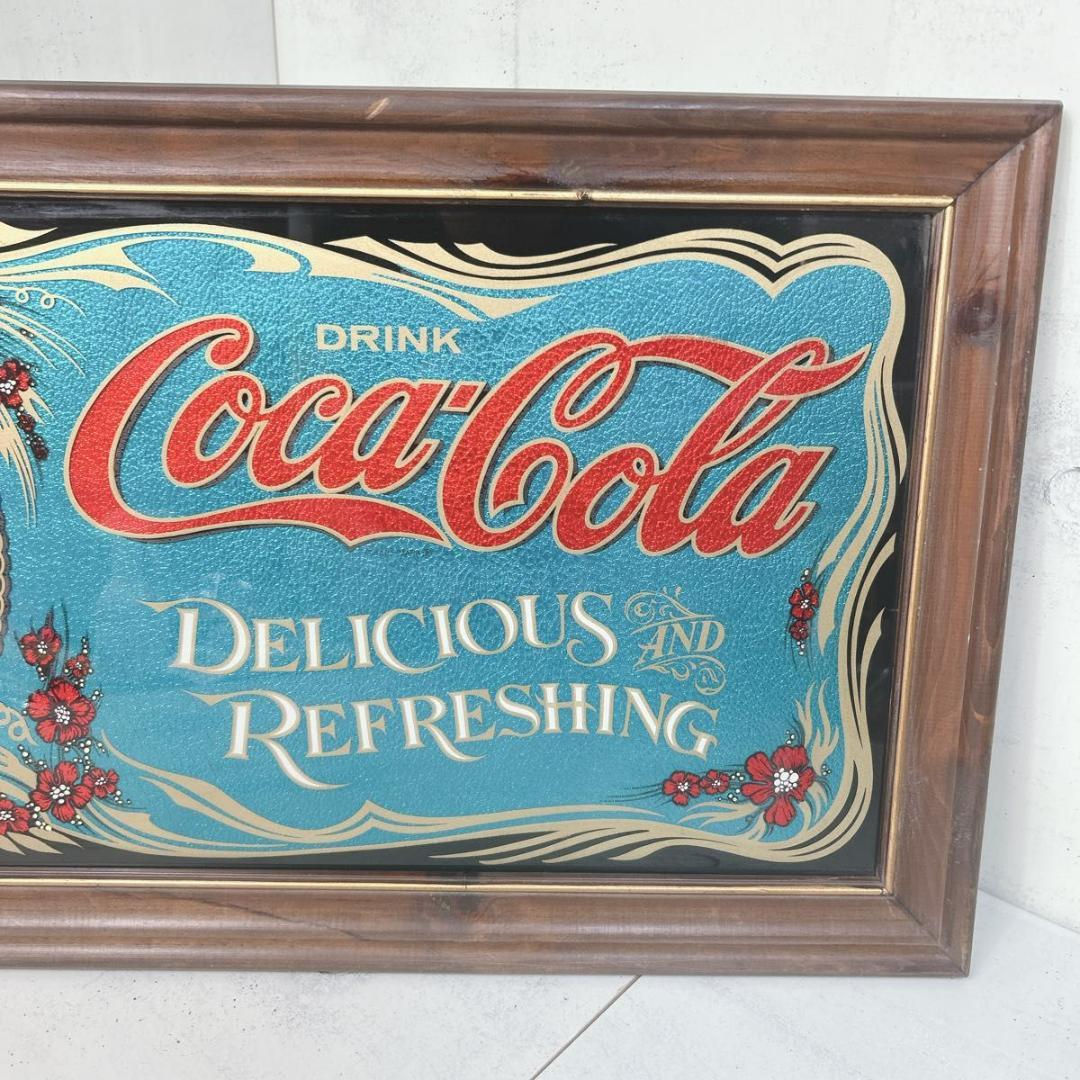 DRINK
Coca-Cola
DELICIOUS AND
REFRESHING